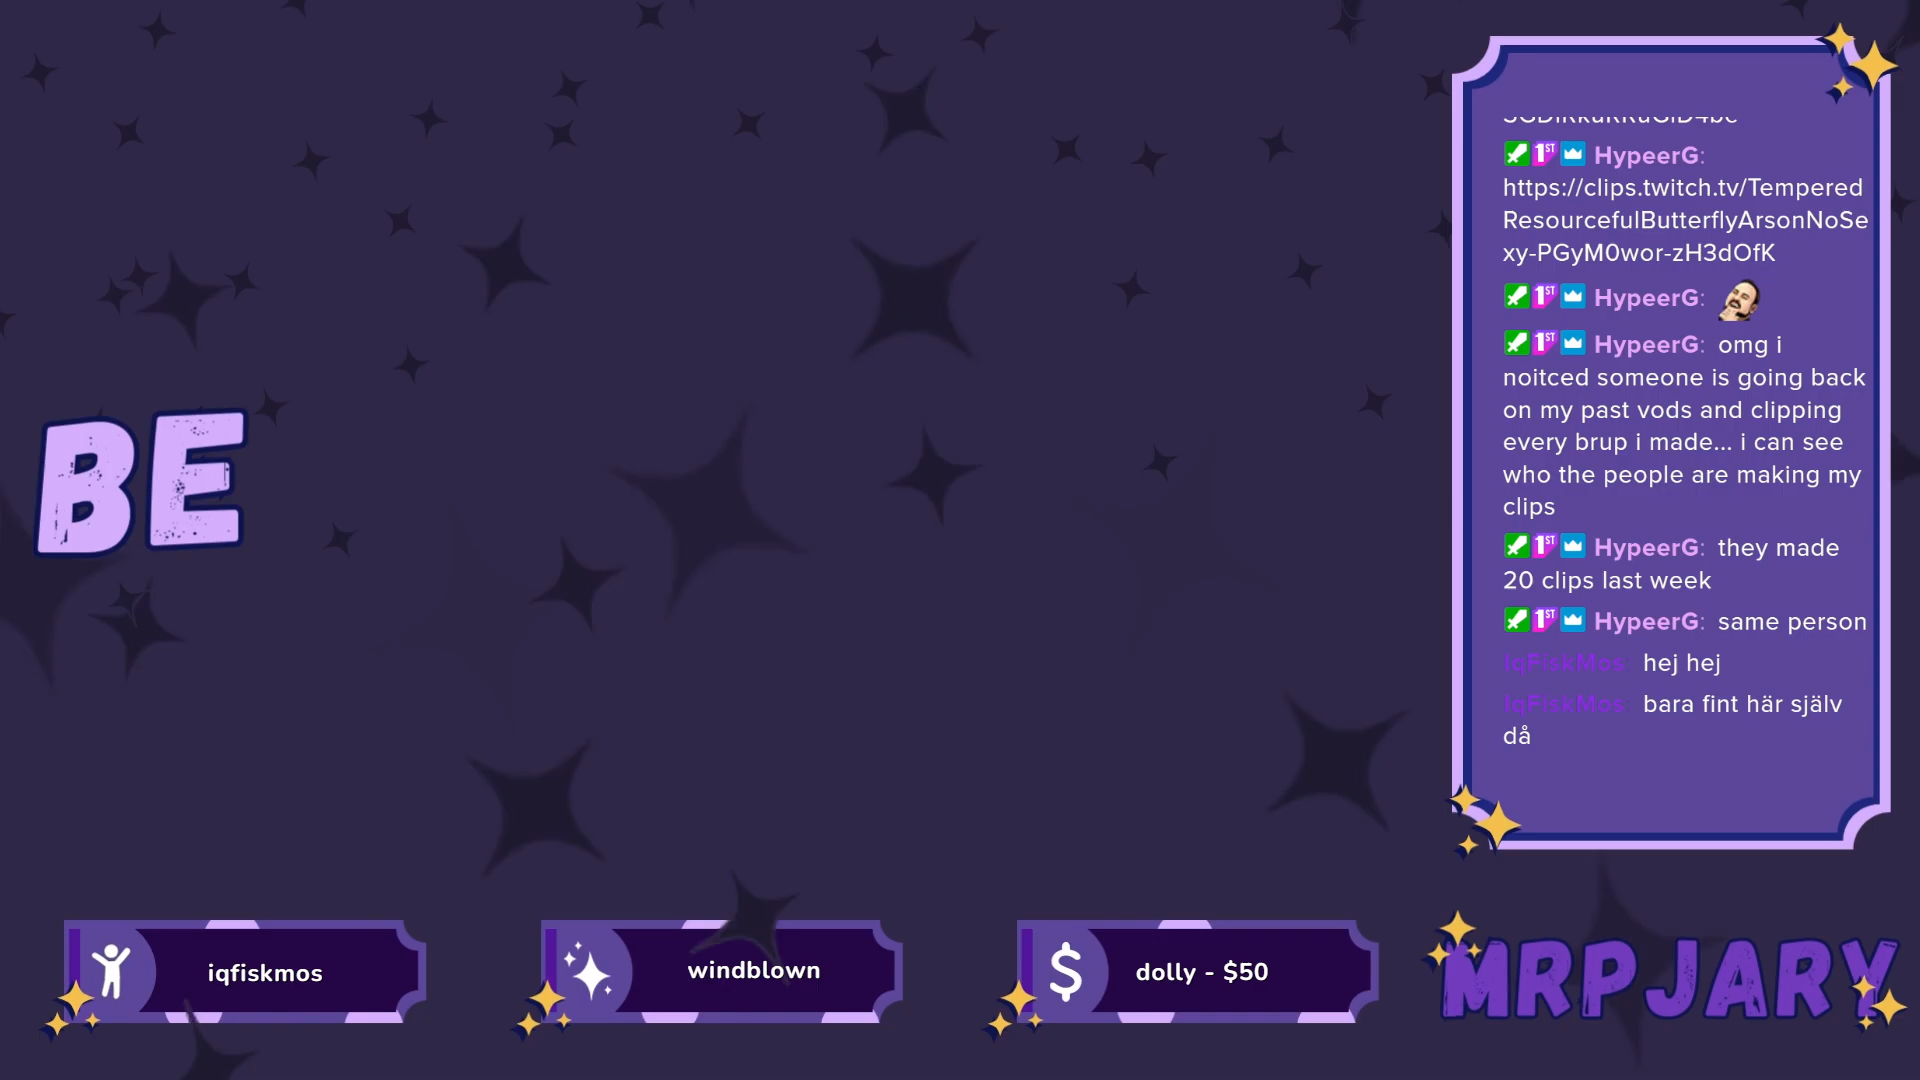 BE
HypeerG:
https://clips.twitch.tv/Tempered
ResourcefulButterflyArsonNoSe
xy-PGyM0wor-zH3dOfK
HypeerG:
HypeerG: omg i
noitced someone is going back
on my past vods and clipping
every brup i made... i can see
who the people are making my
clips
HypeerG: they made
20 clips last week
HypeerG: same person
IqFiskMos: hej hej
IqFiskMos: bara fint här själv
då
iqfiskmos
windblown
dolly - $50
MRPJARY